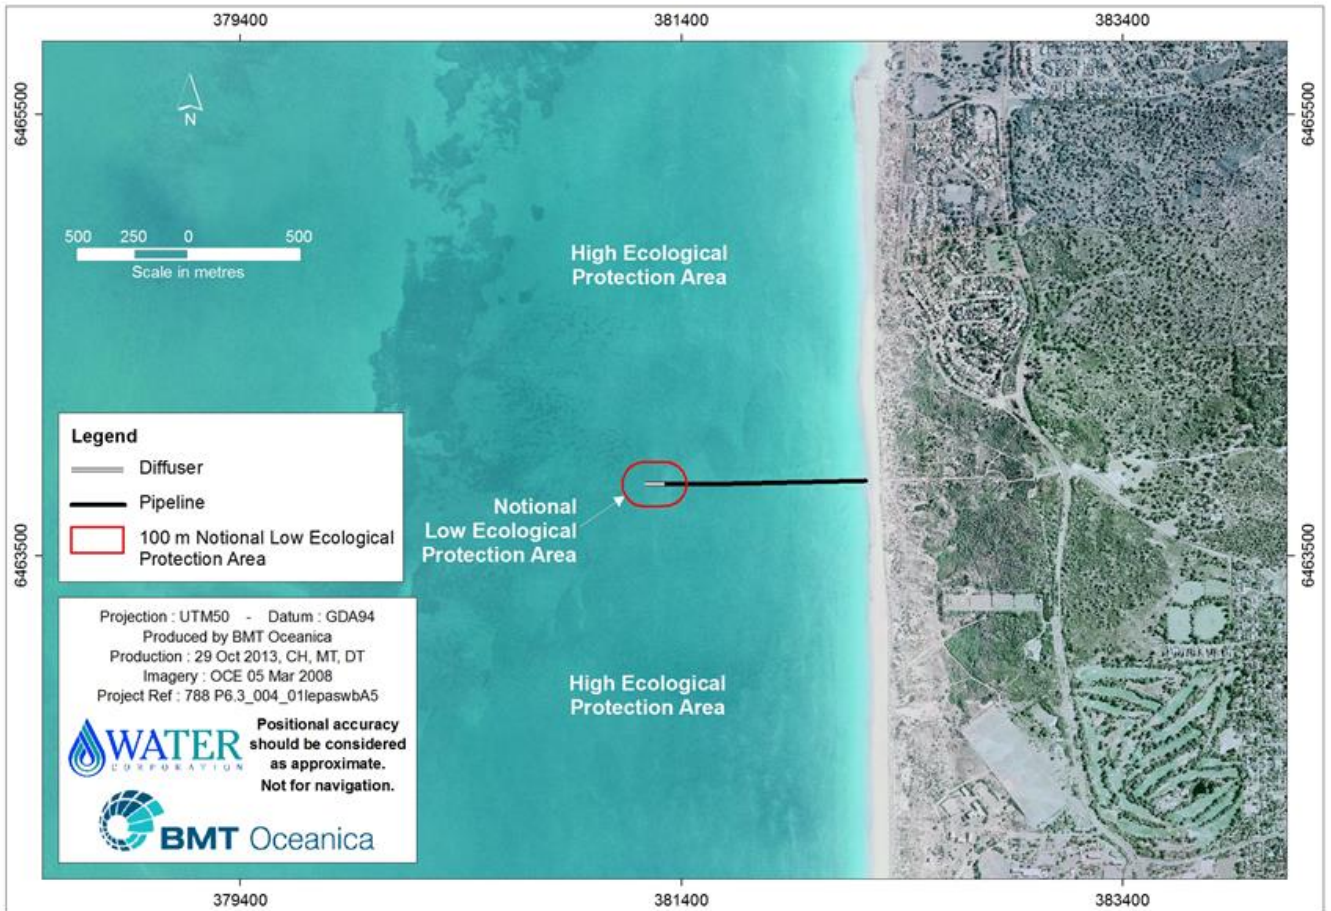 379400
381400
383400
6465500
6465500
N
500 250 0 500
Scale in metres
High Ecological
Protection Area
Legend
Diffuser
Pipeline
100 m Notional Low Ecological
Protection Area
Notional
Low Ecological
Protection Area
6463500
6463500
Projection : UTM50 - Datum : GDA94
Produced by BMT Oceanica
Production : 29 Oct 2013, CH, MT, DT
Imagery : OCE 05 Mar 2008
Project Ref : 788 P6.3_004_01lepaswbA5
WATER
CORPORATION
Positional accuracy
should be considered
as approximate.
Not for navigation.
BMT Oceanica
High Ecological
Protection Area
379400
381400
383400